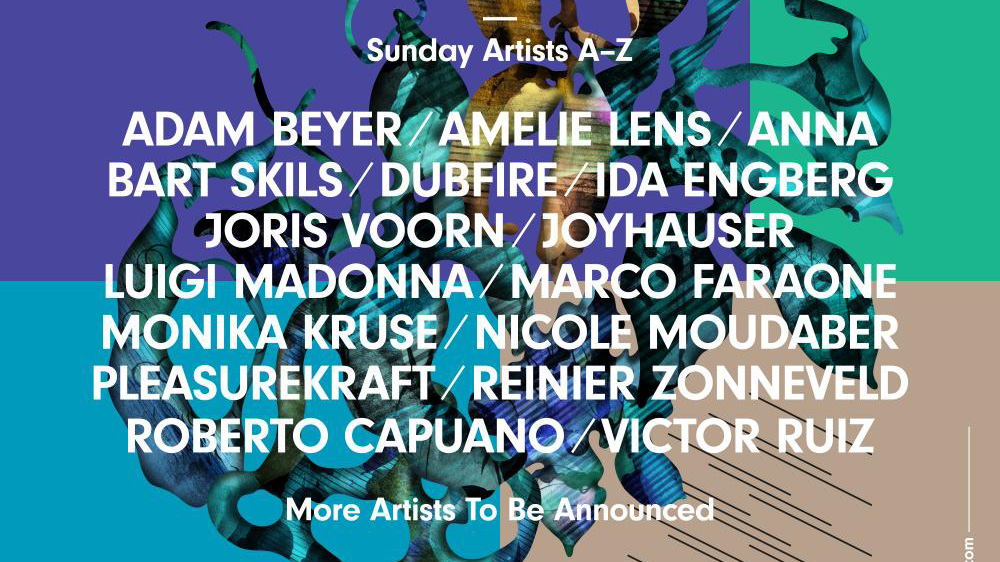 Sunday Artists A–Z
ADAM BEYER / AMELIE LENS / ANNA
BART SKILS / DUBFIRE / IDA ENGBERG
JORIS VOORN / JOYHAUSER
LUIGI MADONNA / MARCO FARAONE
MONIKA KRUSE / NICOLE MOUDABER
PLEASUREKRAFT / REINIER ZONNEVELD
ROBERTO CAPUANO / VICTOR RUIZ
More Artists To Be Announced
com